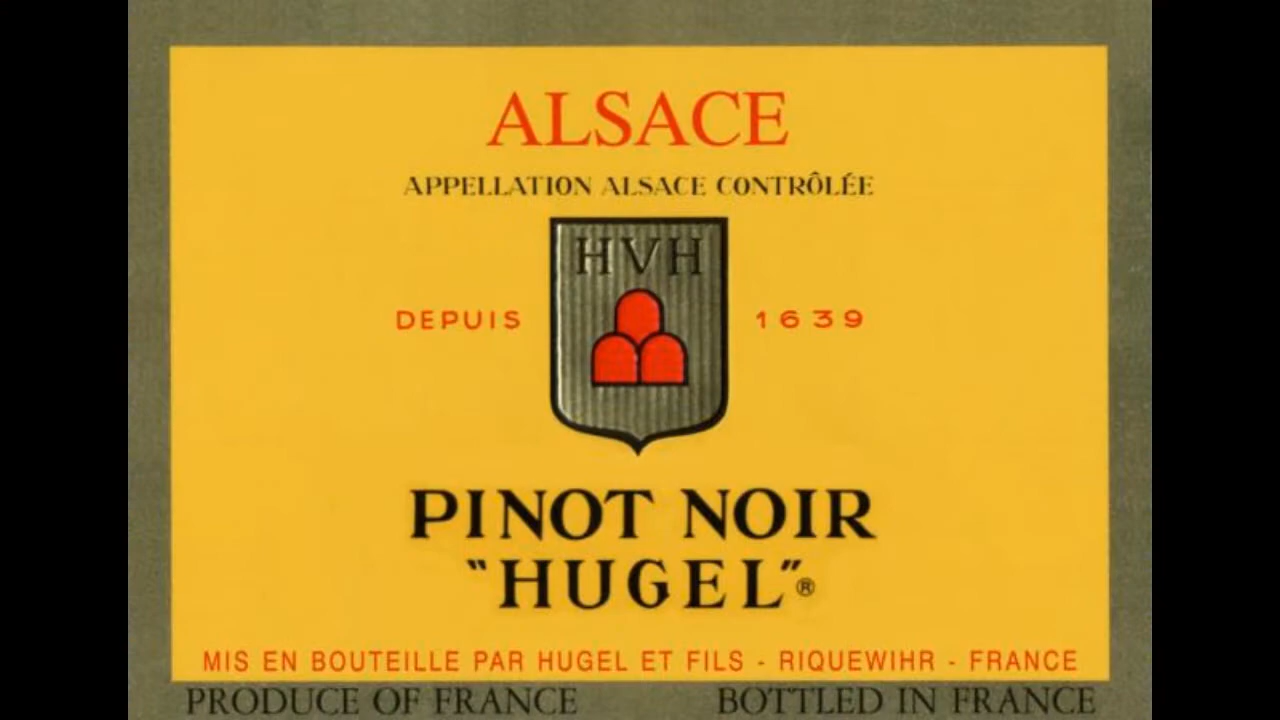 ALSACE
APPELLATION ALSACE CONTRÔLÉE
HVH
DEPUIS 1639
PINOT NOIR
"HUGEL"®
MIS EN BOUTEILLE PAR HUGEL ET FILS - RIQUEWIHR - FRANCE
PRODUCE OF FRANCE BOTTLED IN FRANCE